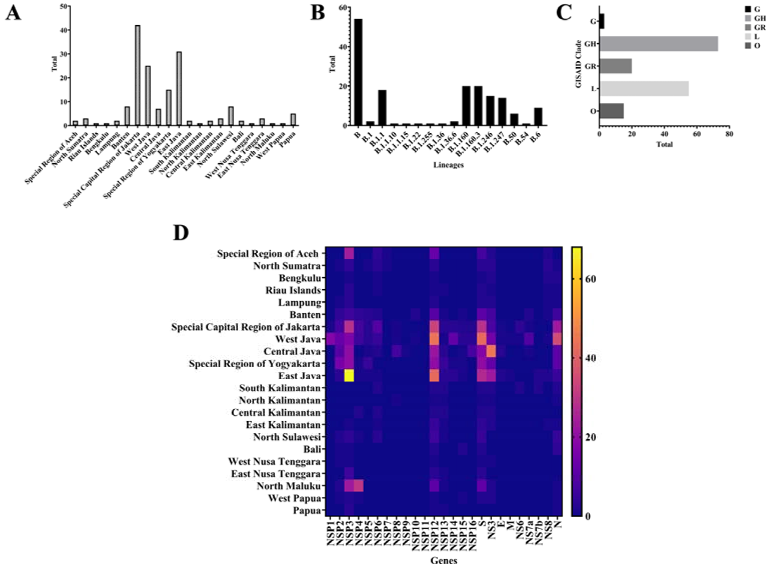 A
Total
50
40
30
20
10
0
Special Region of Aceh
North Sumatra
Rian Islands
Bengkulu
Lampung
Banten
Special Capital Region of Jakarta
West Java
Central Java
Special Region of Yogyakarta
East Java
South Kalimantan
North Kalimantan
Central Kalimantan
East Kalimantan
North Sulawesi
Bali
West Nusa Tenggara
East Nusa Tenggara
North Maluku
West Papua
Papua
B
Total
60
40
20
0
B
B.1
B.1.1
B.1.1.10
B.1.1.15
B.1.22
B.1.255
B.1.36
B.1.36.6
B.1.160
B.1.160.3
B.1.246
B.1.247
B.50
B.54
B.6
Lineages
C
GISAID Clade
G
GH
GR
L
O
0 20 40 60 80
Total
G
GH
GR
L
O
D
Special Region of Aceh
North Sumatra
Bengkulu
Riau Islands
Lampung
Banten
Special Capital Region of Jakarta
West Java
Central Java
Special Region of Yogyakarta
East Java
South Kalimantan
North Kalimantan
Central Kalimantan
East Kalimantan
North Sulawesi
Bali
West Nusa Tenggara
East Nusa Tenggara
North Maluku
West Papua
Papua
NSP1
NSP2
NSP3
NSP4
NSP5
NSP6
NSP7
NSP8
NSP9
NSP10
NSP11
NSP12
NSP13
NSP14
NSP15
NSP16
S
NS3
E
M
NS6
NS7a
NS7b
NS8
N
Genes
60
40
20
0